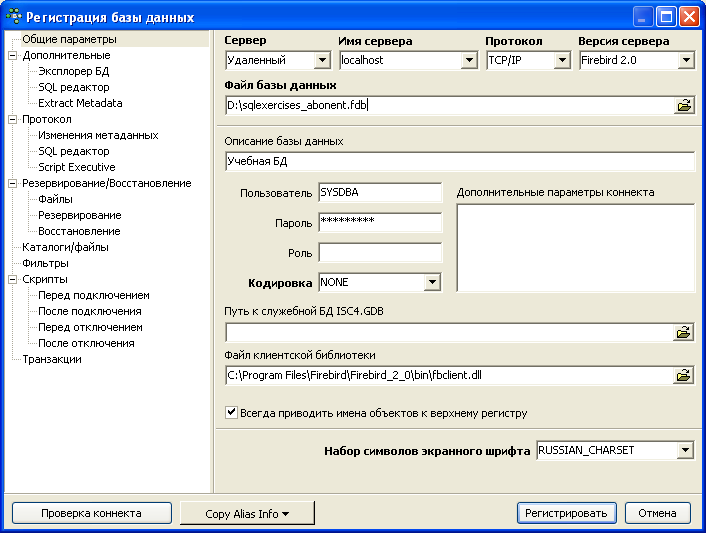 Регистрация базы данных
Общие параметры
Дополнительные
Эксплорер БД
SQL редактор
Extract Metadata
Протокол
Изменения метаданных
SQL редактор
Script Executive
Резервирование/Восстановление
Файлы
Резервирование
Восстановление
Каталоги/файлы
Фильтры
Скрипты
Перед подключением
После подключения
Перед отключением
После отключения
Транзакции
Сервер Имя сервера Протокол Версия сервера
Удаленный localhost TCP/IP Firebird 2.0
Файл базы данных
D:\sqlexercises_abonent.fdb
Описание базы данных
Учебная БД
Пользователь SYSDBA Дополнительные параметры коннекта
Пароль *********
Роль
Кодировка NONE
Путь к служебной БД ISC4.GDB
Файл клиентской библиотеки
C:\Program Files\Firebird\Firebird_2_0\bin\fbclient.dll
Всегда приводить имена объектов к верхнему регистру
Набор символов экранного шрифта RUSSIAN_CHARSET
Проверка коннекта Copy Alias Info Регистрировать Отмена